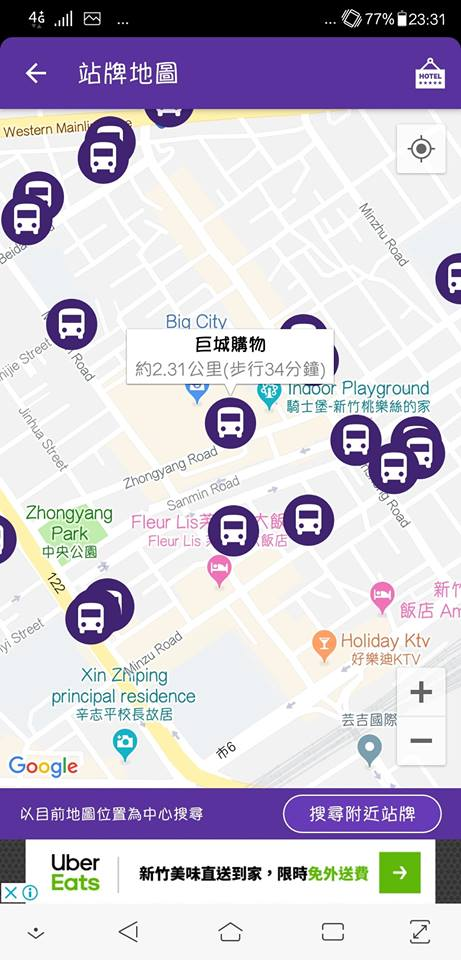 4G ... ... 77% 23:31
站牌地圖
HOTEL
Western Mainline
Beida
Minzhu Road
Big City
巨城購物
約2.31公里(步行34分鐘)
Indoor Playground
騎士堡-新竹桃樂絲的家
Jinhua Street
Zhongyang Road
Sanmin Road
Road
Zhongyang
Park
中央公園
Fleur Lis
大飯
Fleur Lis
大飯店
122
新竹
飯店 Am
yi Street
Minzu Road
Holiday Ktv
好樂迪KTV
Xin Zhiping
principal residence
辛志平校長故居
芸吉國際
+
−
市6
Google
以目前地圖位置為中心搜尋
搜尋附近站牌
Uber
Eats
新竹美味直送到家，限時免外送費